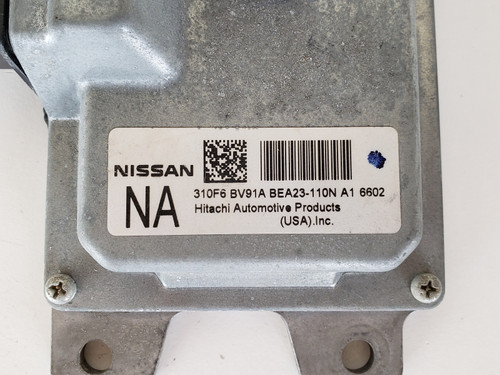 NISSAN
NA
310F6 BV91A BEA23-110N A1 6602
Hitachi Automotive Products
(USA).Inc.